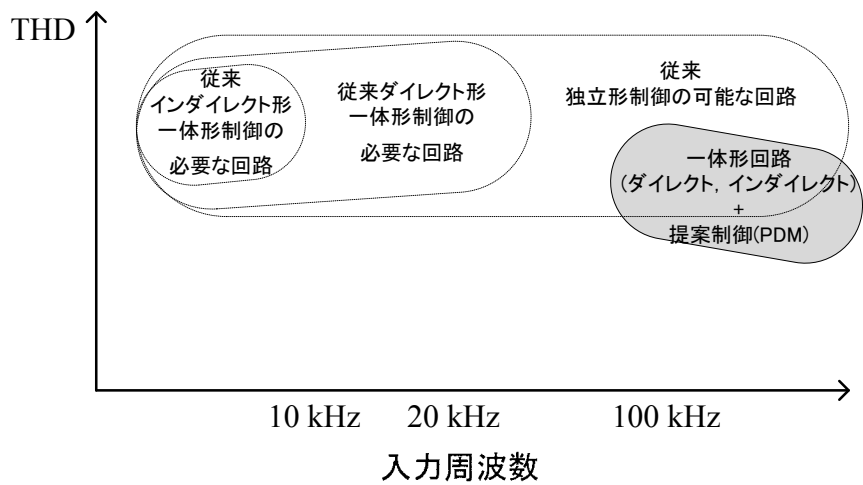 THD
従来
インダイレクト形
一体形制御の
必要な回路
従来ダイレクト形
一体形制御の
必要な回路
従来
独立形制御の可能な回路
一体形回路
(ダイレクト, インダイレクト)
+
提案制御(PDM)
10 kHz
20 kHz
100 kHz
入力周波数